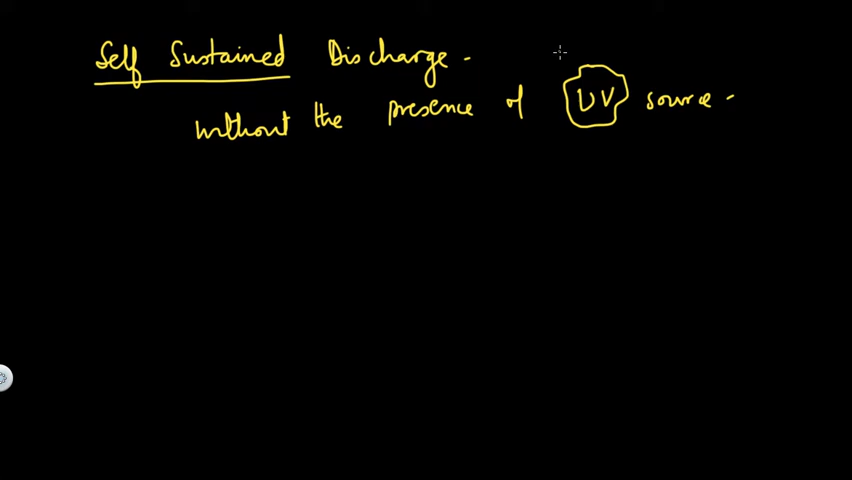 Self Sustained Discharge.
without the presence of UV source.